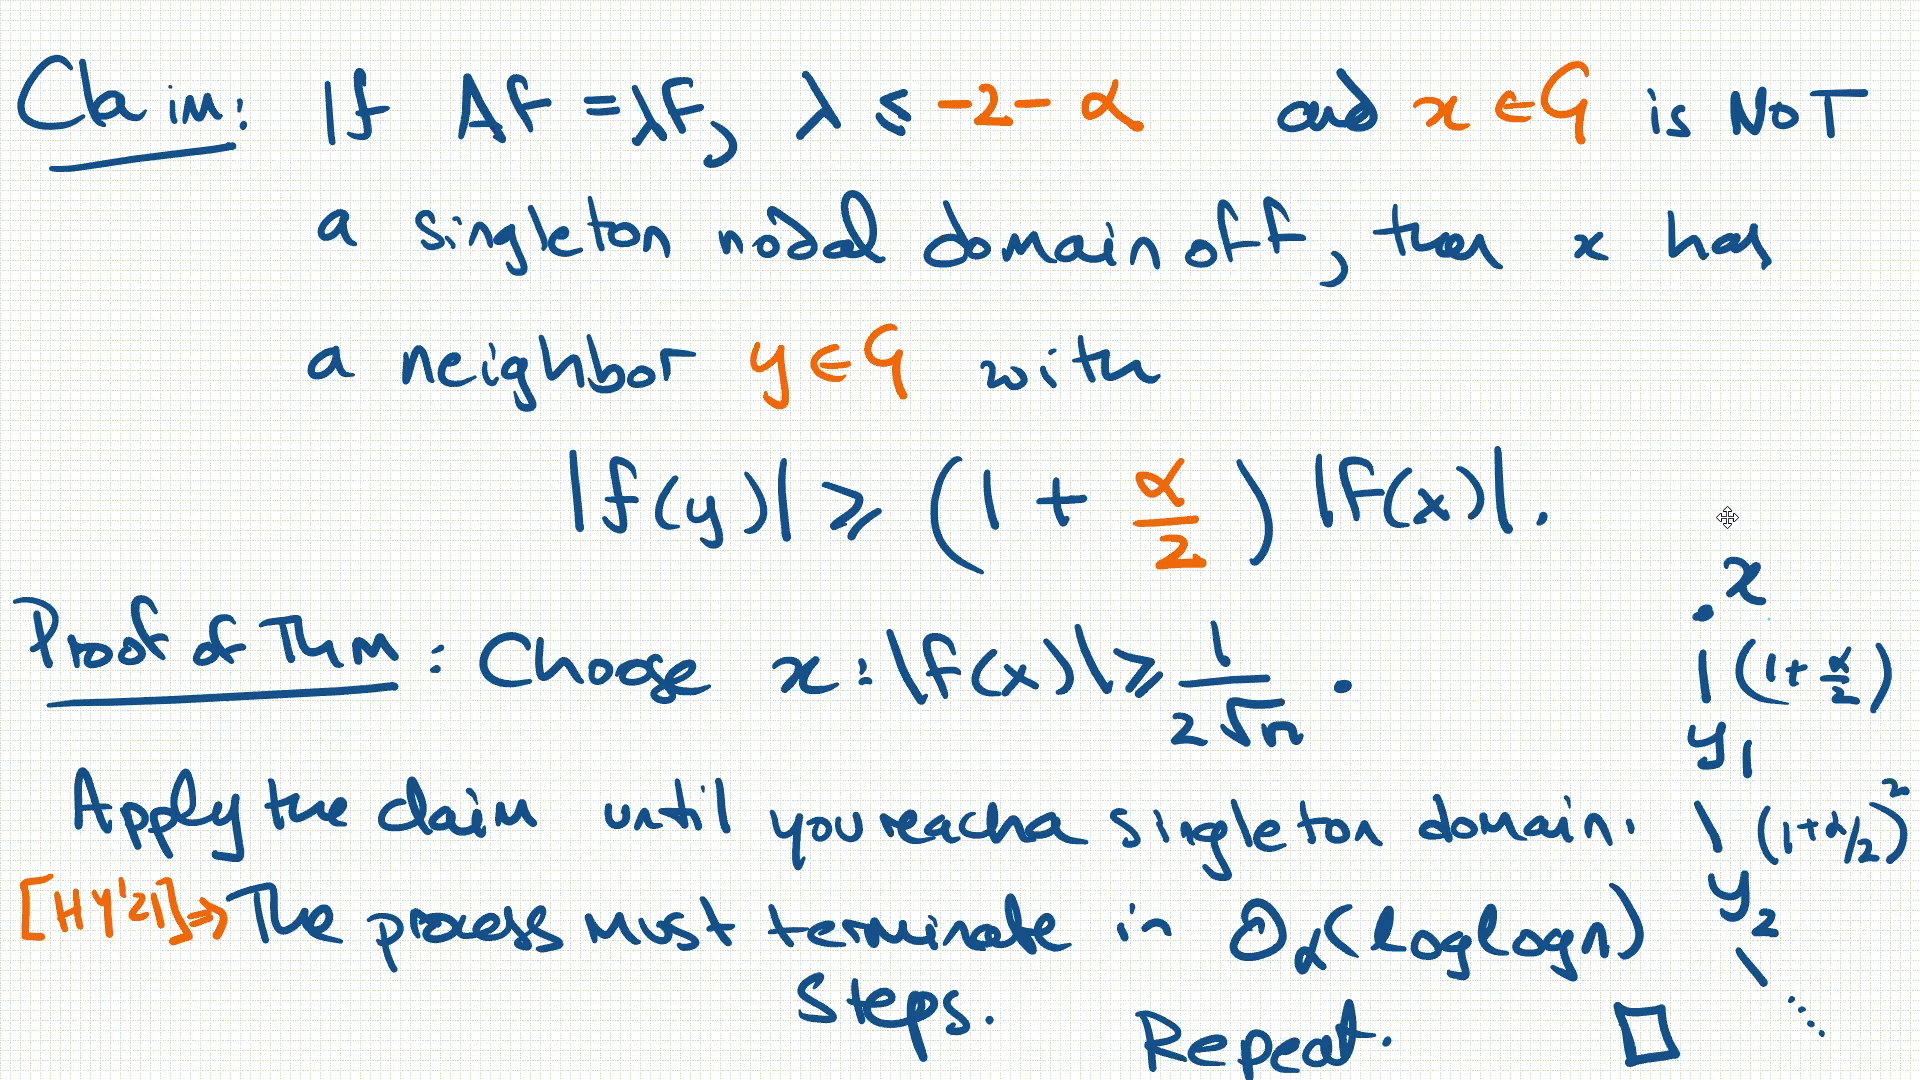 Claim: If Af = λf, λ ≤ -2-α and x ∈ G is NOT
a singleton nodal domain of f, then x has
a neighbor y ∈ G with
|f(y)| ≥ (1 + α/2) |f(x)|.
Proof of Thm: Choose x: |f(x)| ≥ 1/(2√n).
Apply the claim until you reach a singleton domain.
[HY'21] ⇒ The process must terminate in O_α(loglogn)
steps.
Repeat. □
x
(1+ α/2)
y₁
(1+α/2)²
y₂